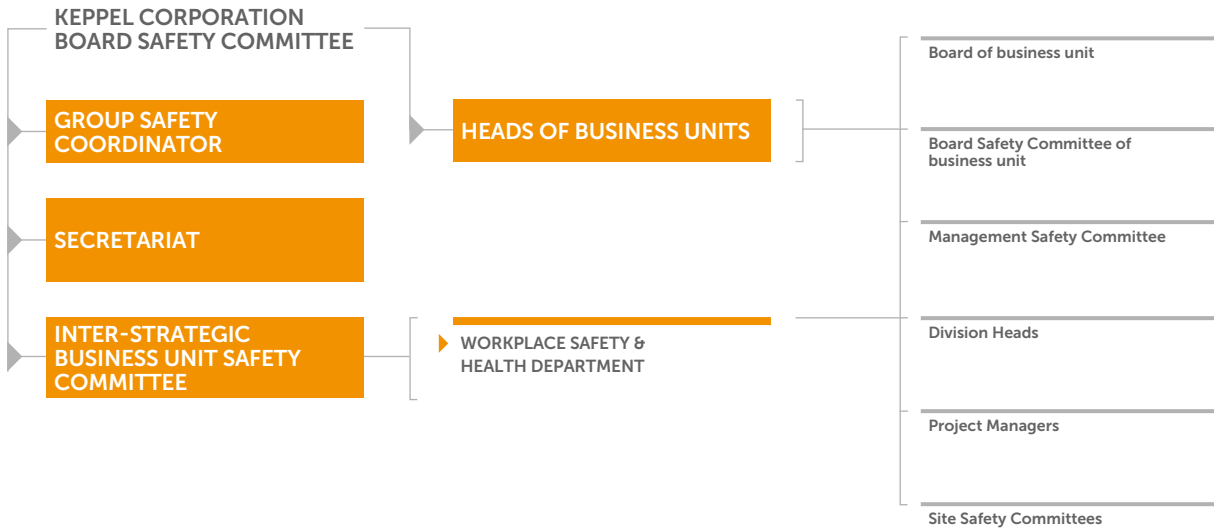 KEPPEL CORPORATION
BOARD SAFETY COMMITTEE
GROUP SAFETY
COORDINATOR
SECRETARIAT
INTER-STRATEGIC
BUSINESS UNIT SAFETY
COMMITTEE
HEADS OF BUSINESS UNITS
WORKPLACE SAFETY &
HEALTH DEPARTMENT
Board of business unit
Board Safety Committee of
business unit
Management Safety Committee
Division Heads
Project Managers
Site Safety Committees